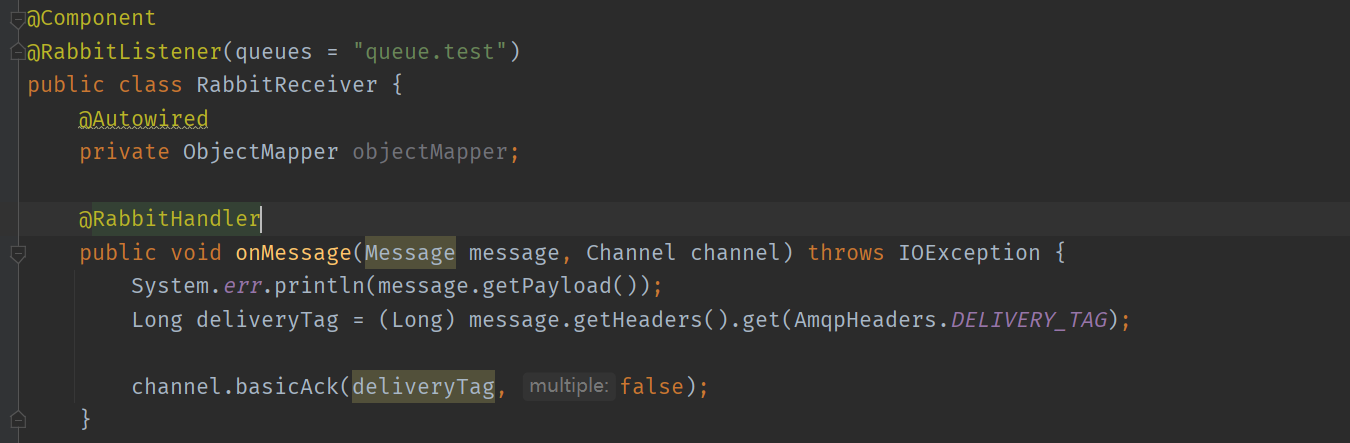 @Component
@RabbitListener(queues = "queue.test")
public class RabbitReceiver {
@Autowired
private ObjectMapper objectMapper;
@RabbitHandler
public void onMessage(Message message, Channel channel) throws IOException {
System.err.println(message.getPayload());
Long deliveryTag = (Long) message.getHeaders().get(AmqpHeaders.DELIVERY_TAG);
channel.basicAck(deliveryTag, multiple: false);
}